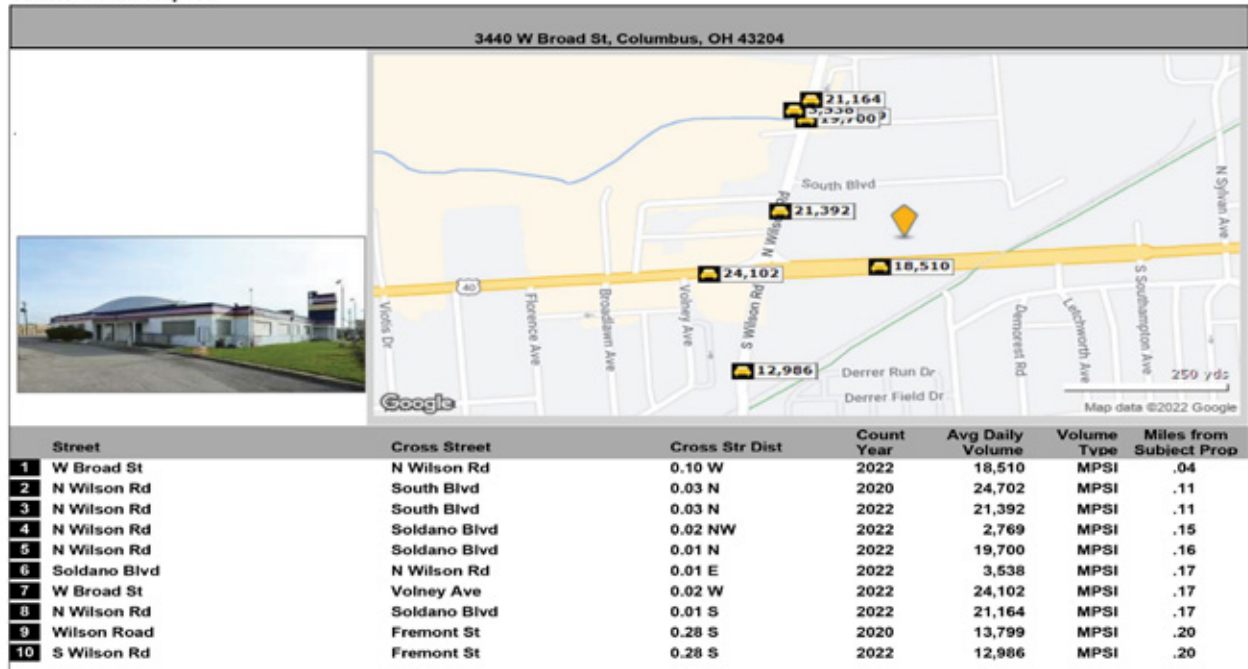 3440 W Broad St, Columbus, OH 43204
21,164
3,538
19,700
South Blvd
N Sylvan Ave
21,392
N Wilson Rd
18,510
24,102
40
Viotis Dr
Florence Ave
Broadlawn Ave
Volney Ave
S Wilson Rd
Demorest Rd
Letchworth Ave
S Southampton Ave
12,986
Derrer Run Dr
Derrer Field Dr
250 yds
Google
Map data ©2022 Google
Street Cross Street Cross Str Dist Count Year Avg Daily Volume Volume Type Miles from Subject Prop
1 W Broad St N Wilson Rd 0.10 W 2022 18,510 MPSI .04
2 N Wilson Rd South Blvd 0.03 N 2020 24,702 MPSI .11
3 N Wilson Rd South Blvd 0.03 N 2022 21,392 MPSI .11
4 N Wilson Rd Soldano Blvd 0.02 NW 2022 2,769 MPSI .15
5 N Wilson Rd Soldano Blvd 0.01 N 2022 19,700 MPSI .16
6 Soldano Blvd N Wilson Rd 0.01 E 2022 3,538 MPSI .17
7 W Broad St Volney Ave 0.02 W 2022 24,102 MPSI .17
8 N Wilson Rd Soldano Blvd 0.01 S 2022 21,164 MPSI .17
9 Wilson Road Fremont St 0.28 S 2020 13,799 MPSI .20
10 S Wilson Rd Fremont St 0.28 S 2022 12,986 MPSI .20